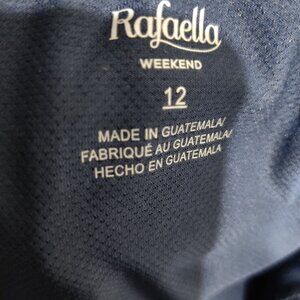 Rafaella
WEEKEND
12
MADE IN GUATEMALA/
FABRIQUÉ AU GUATEMALA/
HECHO EN GUATEMALA